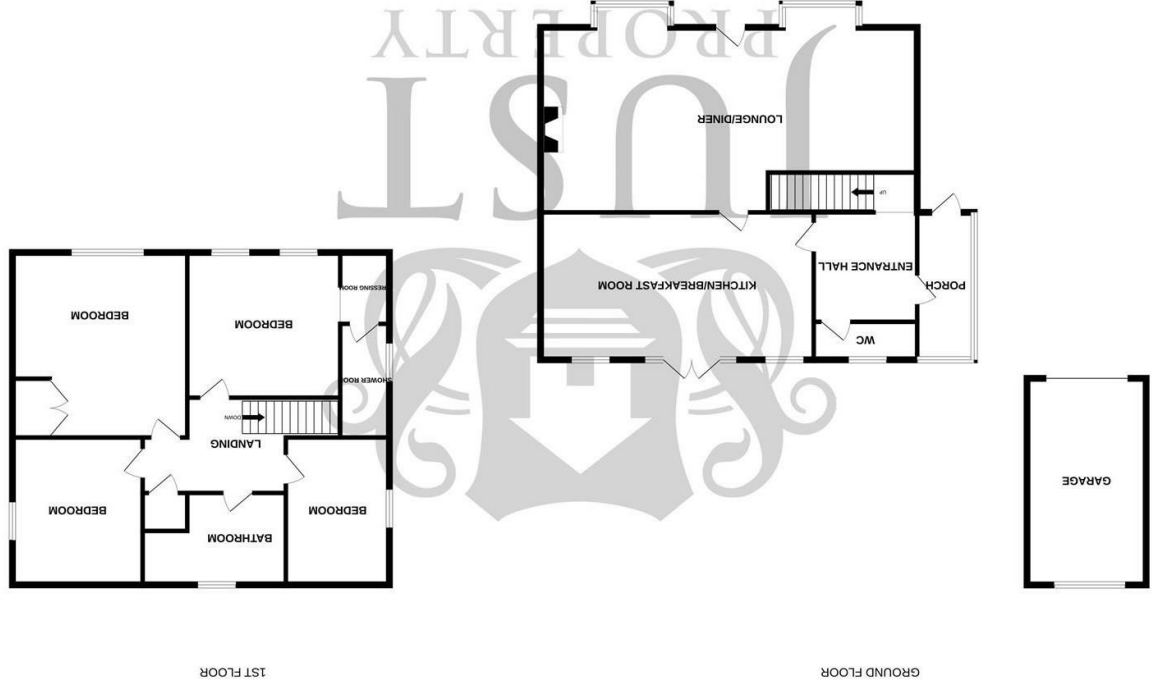 GROUND FLOOR
GARAGE
WC
PORCH
ENTRANCE HALL
KITCHEN/BREAKFAST ROOM
UP
LOUNGE/DINER
1ST FLOOR
BATHROOM
BEDROOM
BEDROOM
LANDING
DOWN
SHOWER ROOM
BEDROOM
BEDROOM
DRESSING ROOM
JUST
PROPERTY